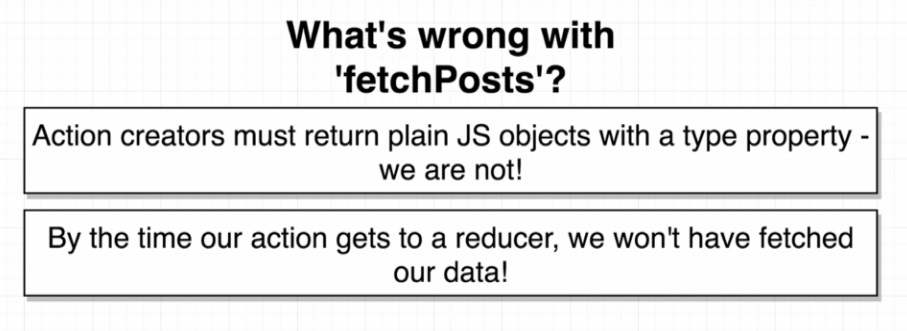 What's wrong with
'fetchPosts'?
Action creators must return plain JS objects with a type property -
we are not!
By the time our action gets to a reducer, we won't have fetched
our data!